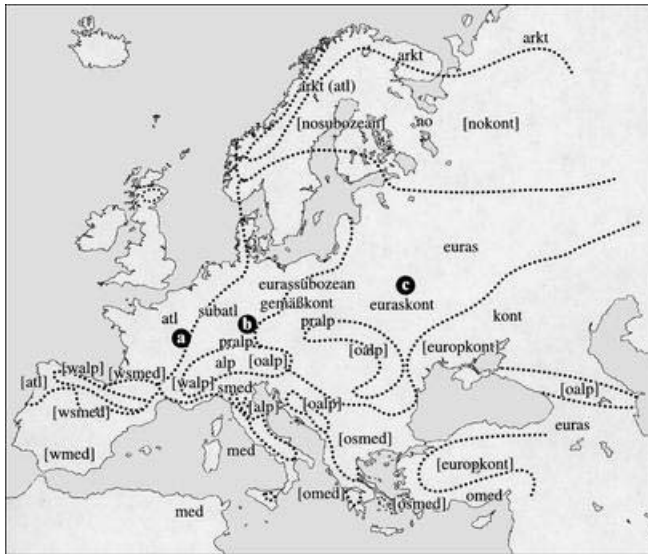 arkt
arkt
arkt (atl)
[nosubozean]
no
[nokont]
euras
eurassubozean
gemäßkont
c
euraskont
atl
subatl
a
b
kont
pralp
pralp
alp
[oalp]
[oalp]
[europkont]
[walp]
[wsmed]
[walp]
smed
[atl]
[wsmed]
[alp]
[oalp]
[oalp]
euras
[osmed]
[europkont]
[wmed]
med
[omed]
[osmed]
omed
med